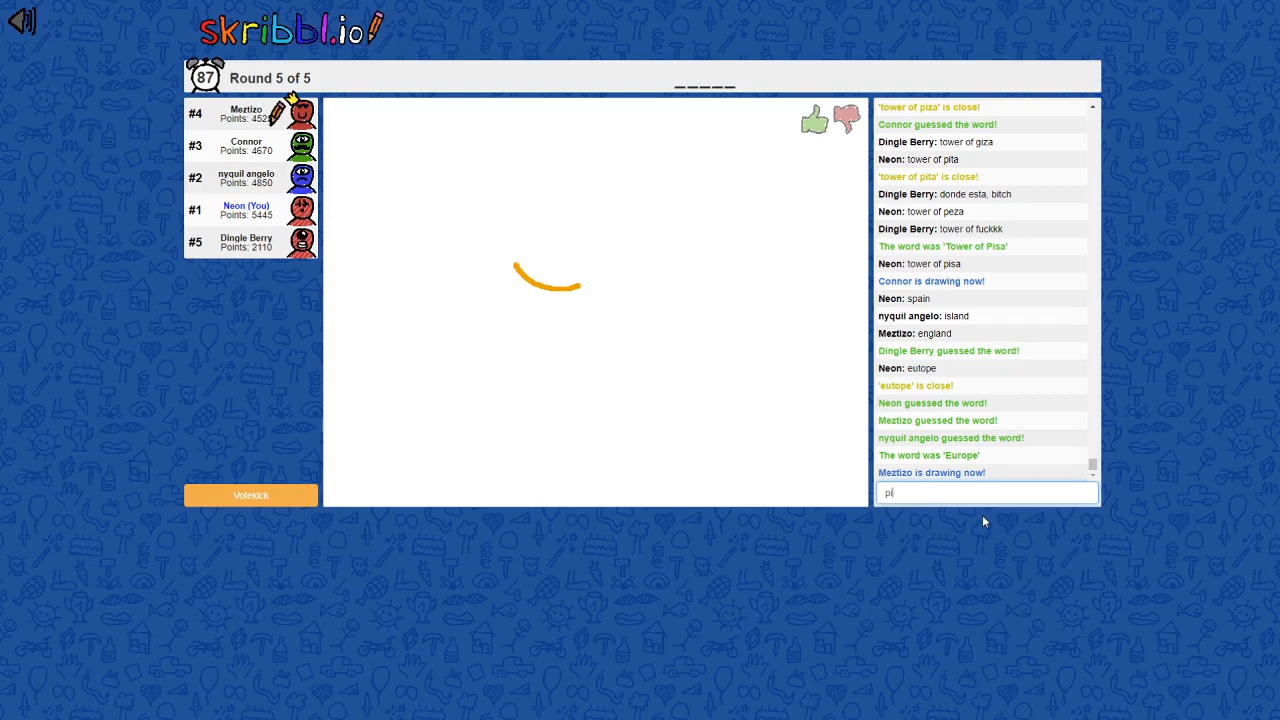 skribbl.io
87
Round 5 of 5
_ _ _ _ _
#4
Meztizo
Points: 4525
#3
Connor
Points: 4670
#2
nyquil angelo
Points: 4850
#1
Neon (You)
Points: 5445
#5
Dingle Berry
Points: 2110
Votekick
'tower of piza' is close!
Connor guessed the word!
Dingle Berry: tower of giza
Neon: tower of pita
'tower of pita' is close!
Dingle Berry: donde esta, bitch
Neon: tower of peza
Dingle Berry: tower of fuckkk
The word was 'Tower of Pisa'
Neon: tower of pisa
Connor is drawing now!
Neon: spain
nyquil angelo: island
Meztizo: england
Dingle Berry guessed the word!
Neon: eutope
'eutope' is close!
Neon guessed the word!
Meztizo guessed the word!
nyquil angelo guessed the word!
The word was 'Europe'
Meztizo is drawing now!
pi